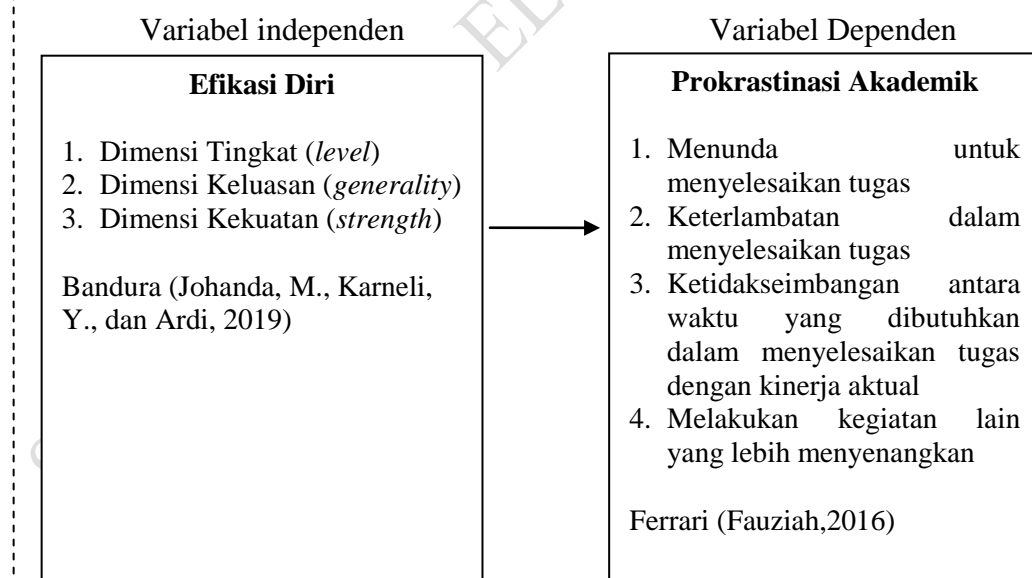 Variabel independen
Efikasi Diri
1. Dimensi Tingkat (level)
2. Dimensi Keluasan (generality)
3. Dimensi Kekuatan (strength)
Bandura (Johanda, M., Karneli,
Y., dan Ardi, 2019)
Variabel Dependen
Prokrastinasi Akademik
1. Menunda untuk
menyelesaikan tugas
2. Keterlambatan dalam
menyelesaikan tugas
3. Ketidakseimbangan antara
waktu yang dibutuhkan
dalam menyelesaikan tugas
dengan kinerja aktual
4. Melakukan kegiatan lain
yang lebih menyenangkan
Ferrari (Fauziah,2016)